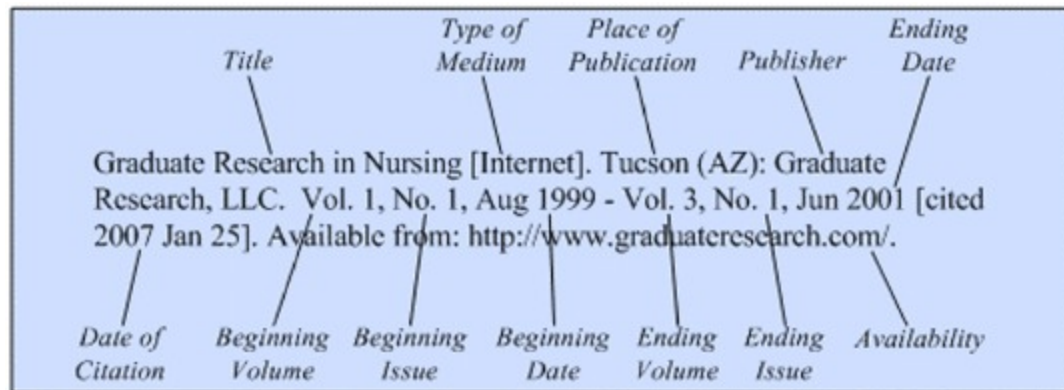 Type of Place of Ending
Title Medium Publication Publisher Date
Graduate Research in Nursing [Internet]. Tucson (AZ): Graduate
Research, LLC. Vol. 1, No. 1, Aug 1999 - Vol. 3, No. 1, Jun 2001 [cited
2007 Jan 25]. Available from: http://www.graduateresearch.com/.
Date of Beginning Beginning Beginning Ending Ending Availability
Citation Volume Issue Date Volume Issue